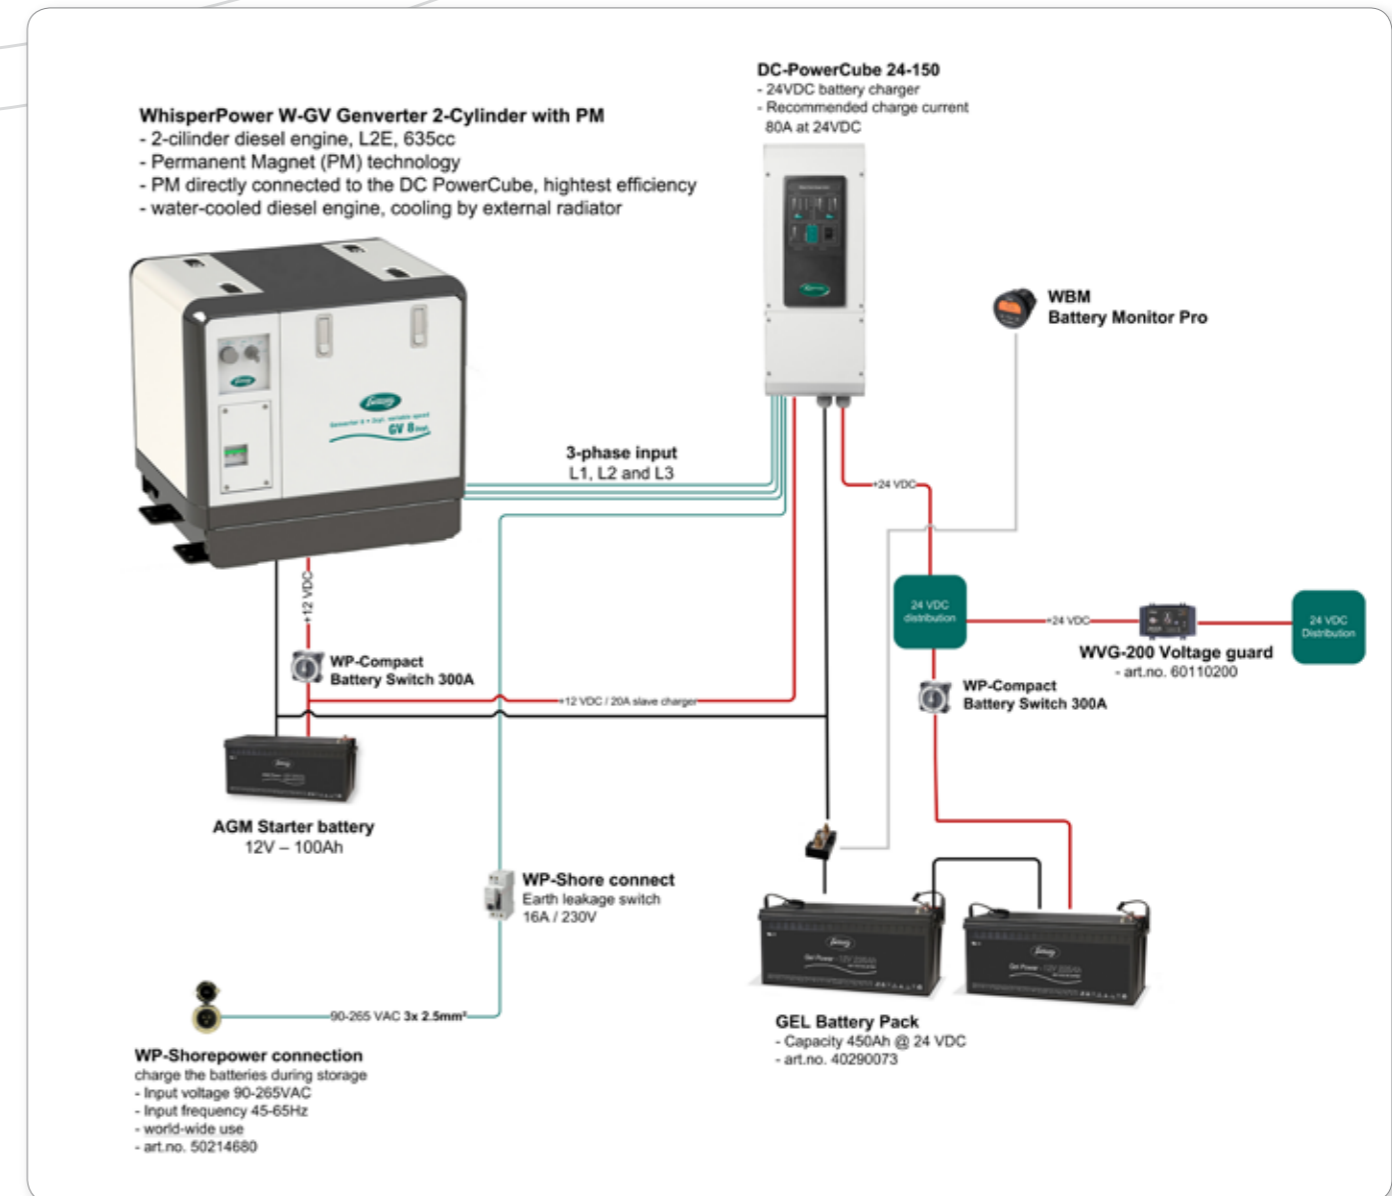 DC-PowerCube 24-150
- 24VDC battery charger
- Recommended charge current
80A at 24VDC
WhisperPower W-GV Genverter 2-Cylinder with PM
- 2-cilinder diesel engine, L2E, 635cc
- Permanent Magnet (PM) technology
- PM directly connected to the DC PowerCube, hightest efficiency
- water-cooled diesel engine, cooling by external radiator
WBM
Battery Monitor Pro
GV 8
3-phase input
L1, L2 and L3
+24 VDC
+12 VDC
24 VDC
distribution
+24 VDC
24 VDC
Distribution
WVG-200 Voltage guard
- art.no. 60110200
WP-Compact
Battery Switch 300A
WP-Compact
Battery Switch 300A
+12 VDC / 20A slave charger
AGM Starter battery
12V – 100Ah
WP-Shore connect
Earth leakage switch
16A / 230V
90-265 VAC 3x 2.5mm²
WP-Shorepower connection
charge the batteries during storage
- Input voltage 90-265VAC
- Input frequency 45-65Hz
- world-wide use
- art.no. 50214680
GEL Battery Pack
- Capacity 450Ah @ 24 VDC
- art.no. 40290073